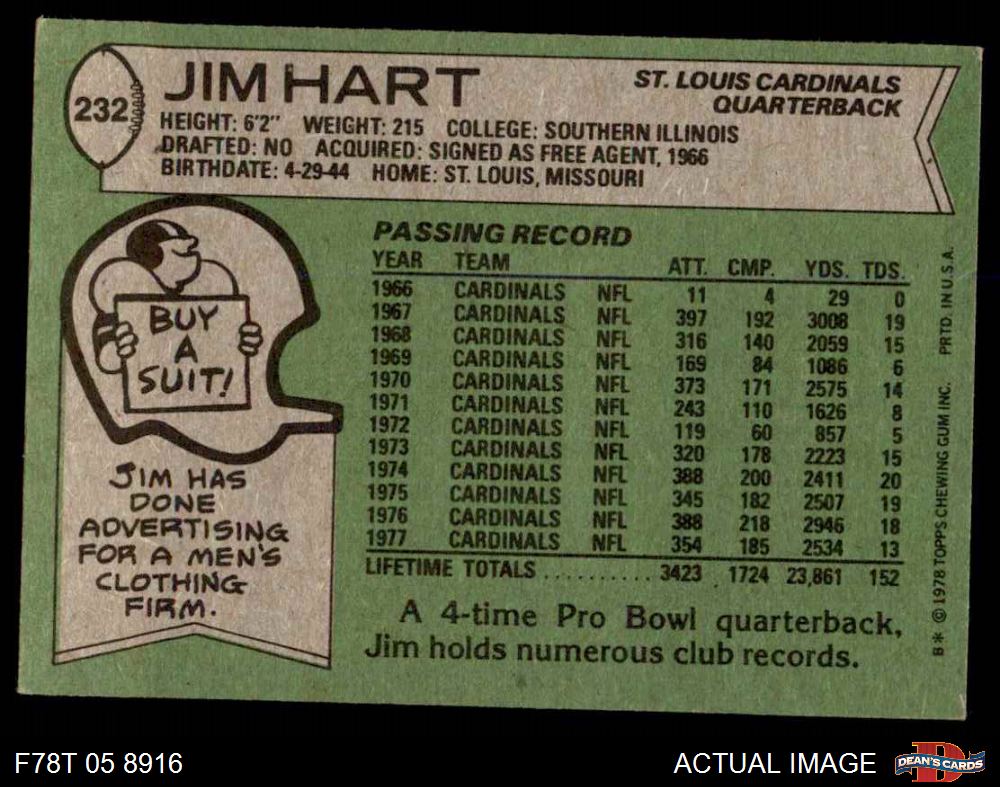 232
JIM HART
ST. LOUIS CARDINALS
QUARTERBACK
HEIGHT: 6'2" WEIGHT: 215 COLLEGE: SOUTHERN ILLINOIS
DRAFTED: NO ACQUIRED: SIGNED AS FREE AGENT, 1966
BIRTHDATE: 4-29-44 HOME: ST. LOUIS, MISSOURI
BUY
A
SUIT!
JIM HAS
DONE
ADVERTISING
FOR A MEN'S
CLOTHING
FIRM.
PASSING RECORD
YEAR TEAM ATT. CMP. YDS. TDS.
1966 CARDINALS NFL 11 4 29 0
1967 CARDINALS NFL 397 192 3008 19
1968 CARDINALS NFL 316 140 2059 15
1969 CARDINALS NFL 169 84 1086 6
1970 CARDINALS NFL 373 171 2575 14
1971 CARDINALS NFL 243 110 1626 8
1972 CARDINALS NFL 119 60 857 5
1973 CARDINALS NFL 320 178 2223 15
1974 CARDINALS NFL 388 200 2411 20
1975 CARDINALS NFL 345 182 2507 19
1976 CARDINALS NFL 388 218 2946 18
1977 CARDINALS NFL 354 185 2534 13
LIFETIME TOTALS .......... 3423 . 1724 23,861 152
A 4-time Pro Bowl quarterback,
Jim holds numerous club records.
B* © 1978 TOPPS CHEWING GUM INC. PRTD. IN U.S.A.
F78T 05 8916
ACTUAL IMAGE
DEAN'S CARDS